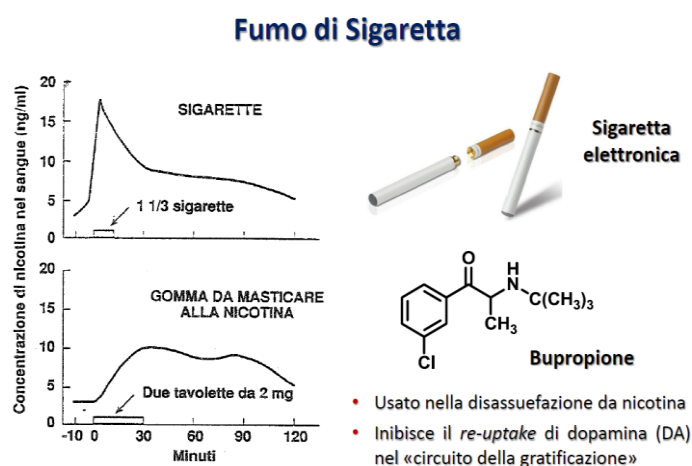 Fumo di Sigaretta
Concentrazione di nicotina nel sangue (ng/ml)
20
15
10
5
0
SIGARETTE
1 1/3 sigarette
20
15
10
5
0
GOMMA DA MASTICARE
ALLA NICOTINA
Due tavolette da 2 mg
-10 0 30 60 90 120
Minuti
Sigaretta
elettronica
O
H
N
C(CH3)3
CH3
Cl
Bupropione
• Usato nella disassuefazione da nicotina
• Inibisce il re-uptake di dopamina (DA)
nel «circuito della gratificazione»